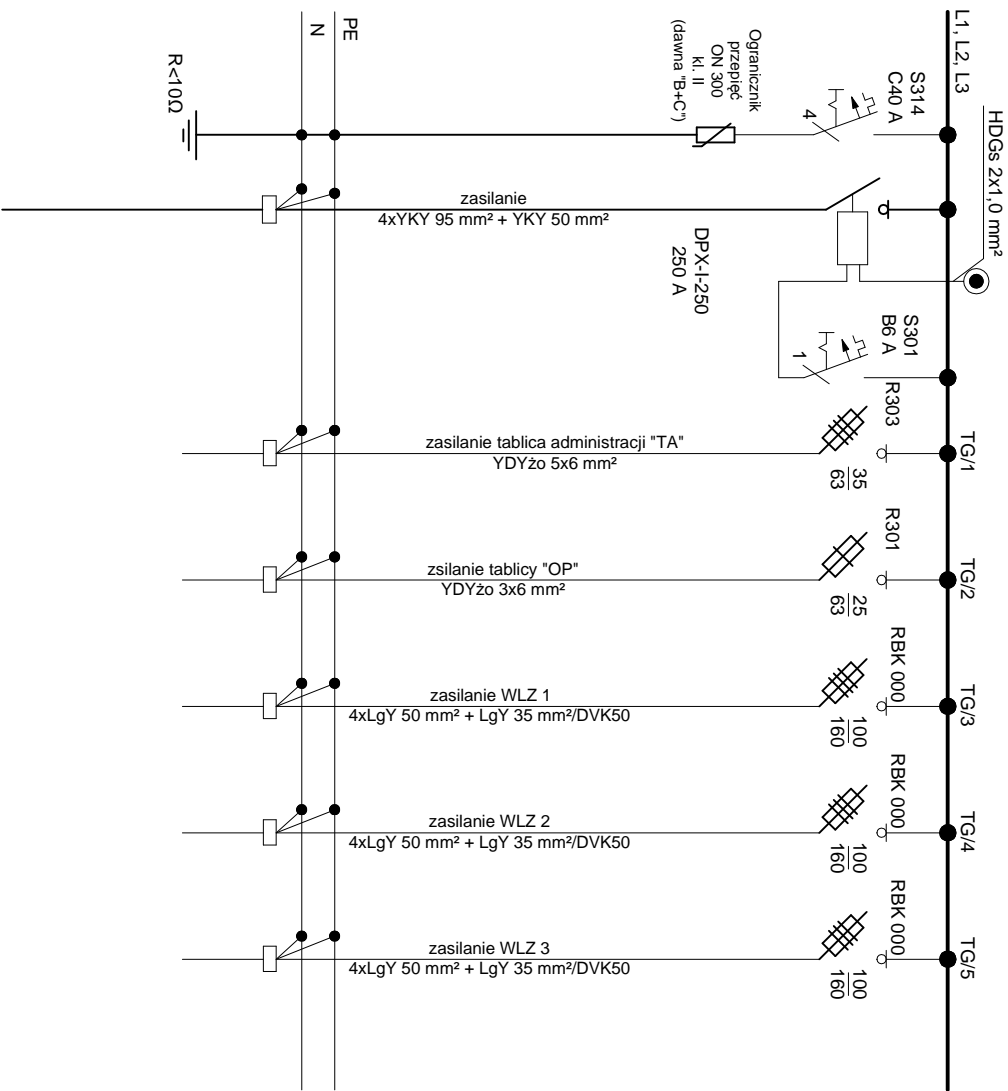 L1, L2, L3
HDGs 2x1,0 mm²
S314
C40 A
4
Ogranicznik
przepięć
ON 300
kl. II
(dawna "B+C")
PE
N
R<10Ω
zasilanie
4xYKY 95 mm² + YKY 50 mm²
DPX-I-250
250 A
S301
B6 A
1
TG/1
R303
35
63
zasilanie tablica administracji "TA"
YDYżo 5x6 mm²
TG/2
R301
25
63
zsilanie tablicy "OP"
YDYżo 3x6 mm²
TG/3
RBK 000
100
160
zasilanie WLZ 1
4xLgY 50 mm² + LgY 35 mm²/DVK50
TG/4
RBK 000
100
160
zasilanie WLZ 2
4xLgY 50 mm² + LgY 35 mm²/DVK50
TG/5
RBK 000
100
160
zasilanie WLZ 3
4xLgY 50 mm² + LgY 35 mm²/DVK50